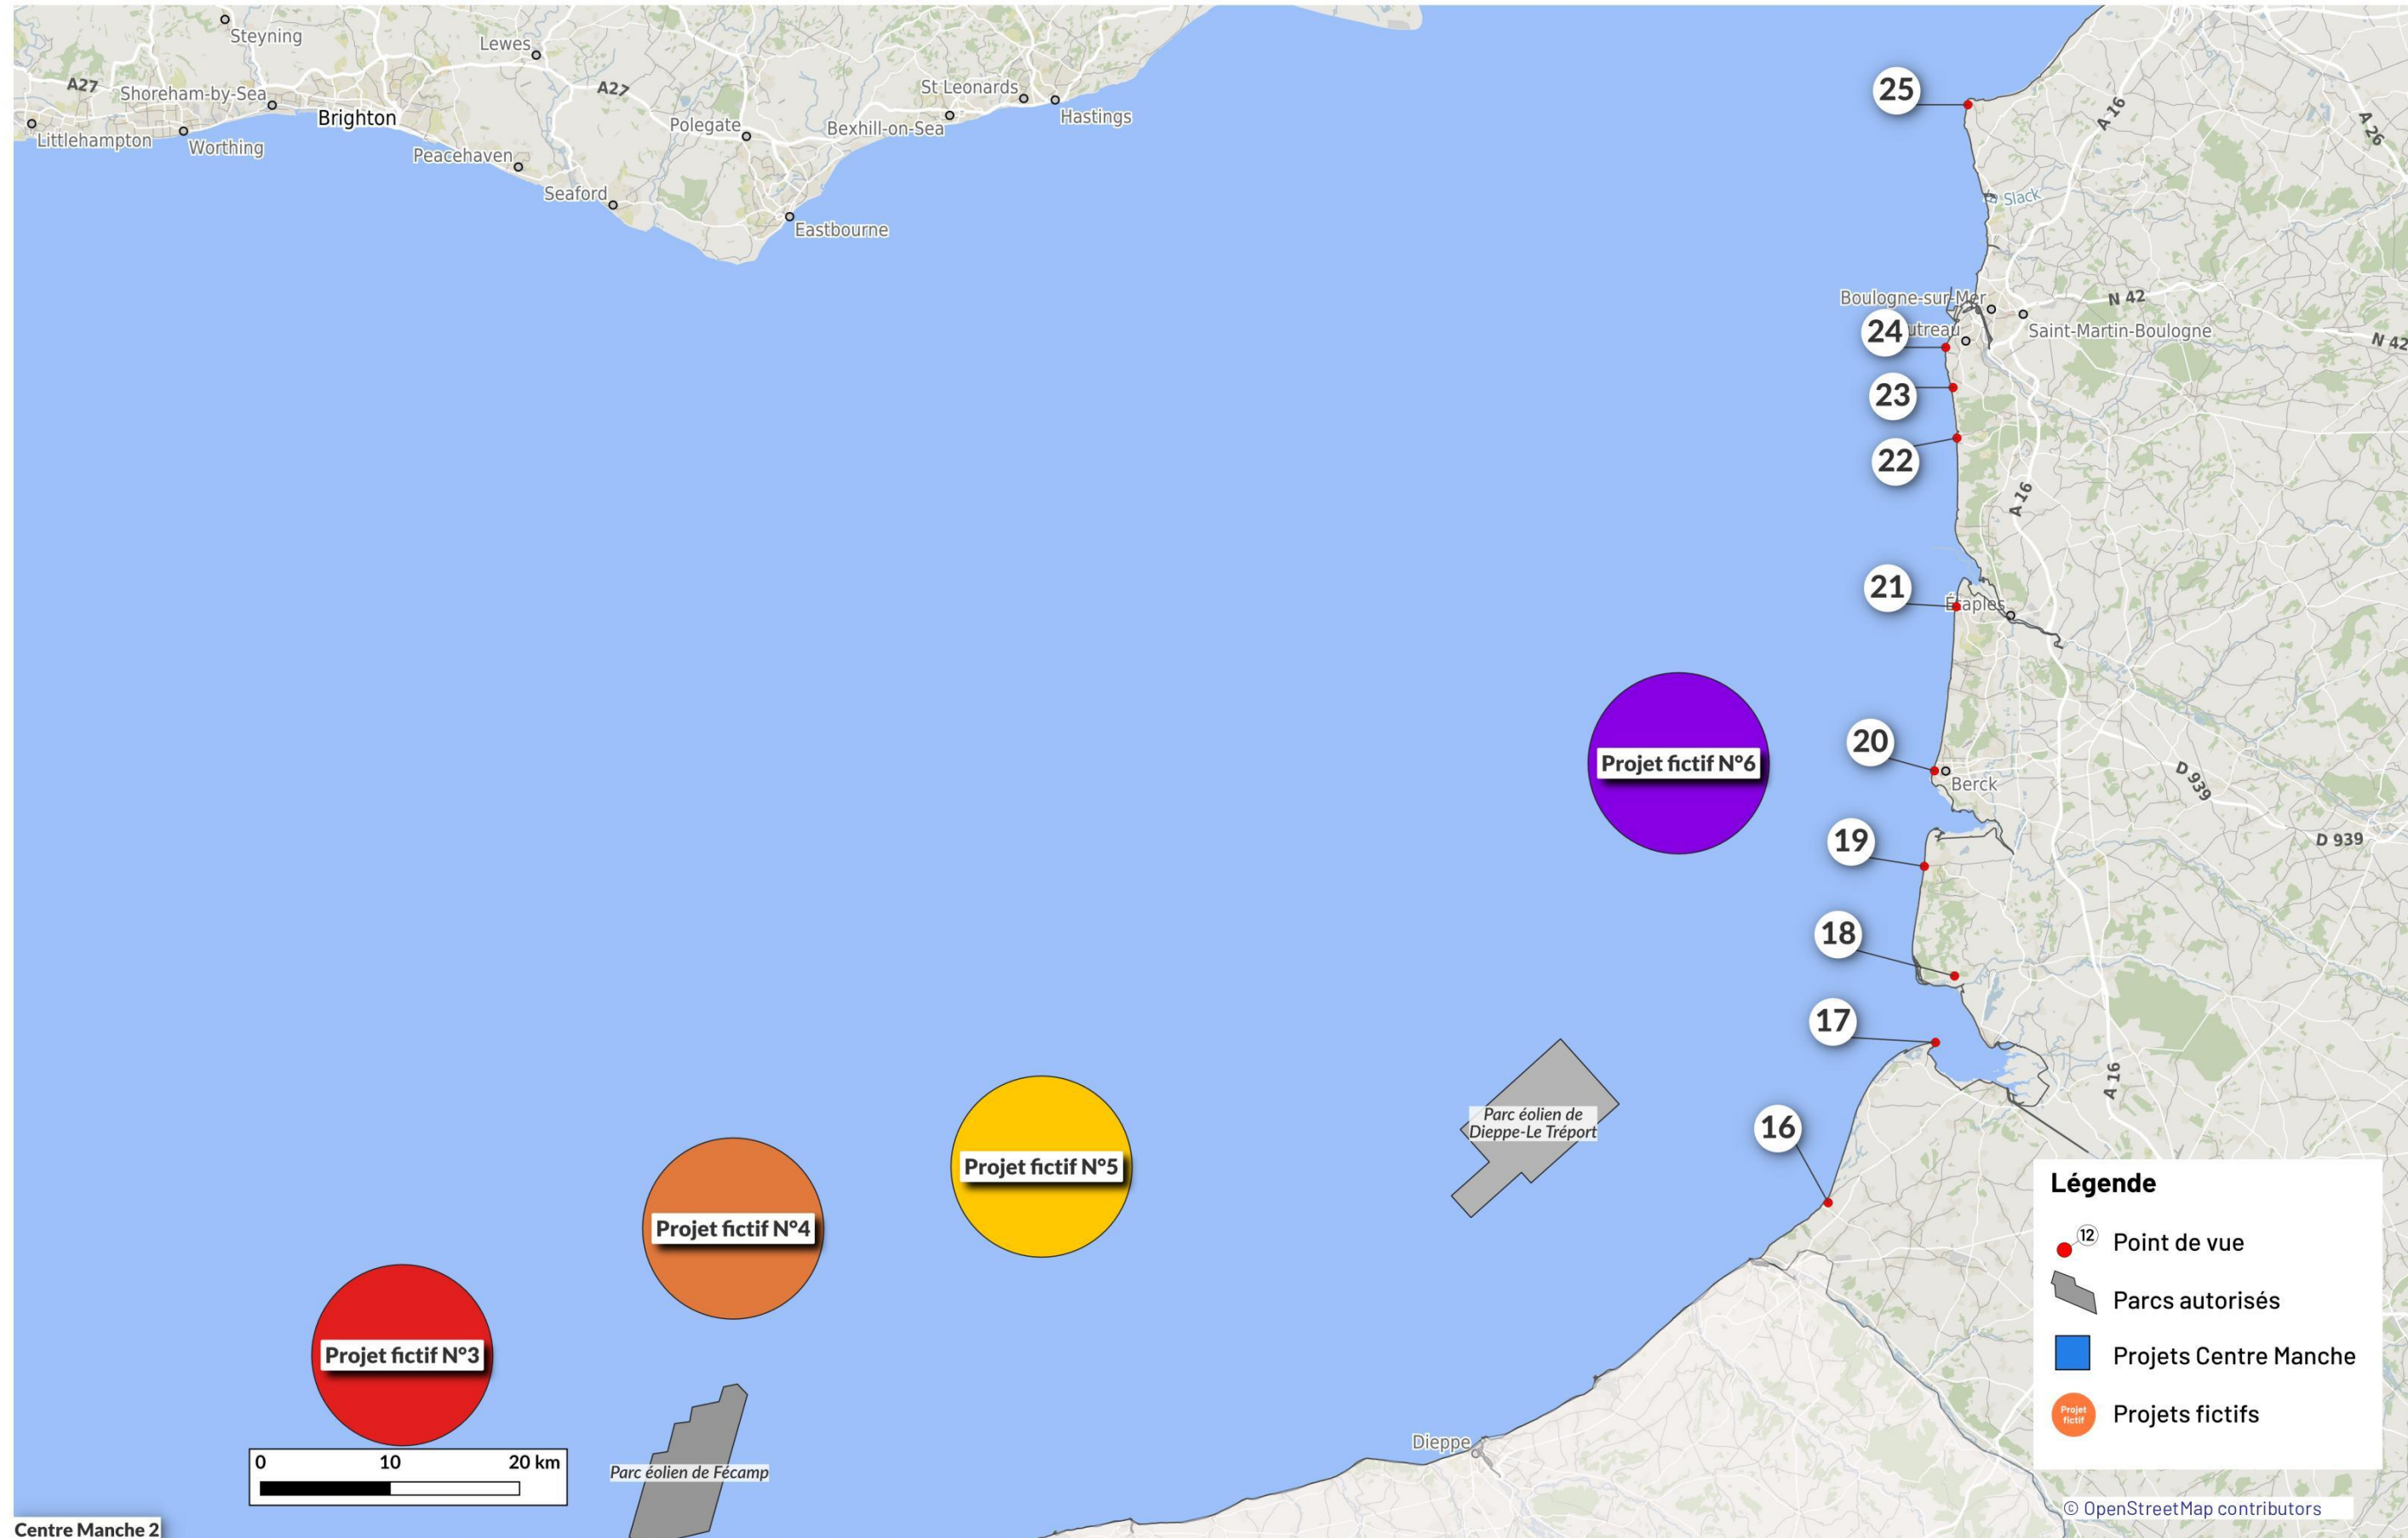 Steyning
Lewes
A27
Shoreham-by-Sea
A27
St Leonards
Littlehampton
Worthing
Brighton
Polegate
Bexhill-on-Sea
Hastings
Peacehaven
Seaford
Eastbourne
25
A 16
A 26
Slack
Boulogne-sur-Mer
N 42
24
utreau
Saint-Martin-Boulogne
N 42
23
22
A 16
21
Étaples
20
Projet fictif N°6
Berck
D 939
19
D 939
18
17
A 16
Parc éolien de
Dieppe-Le Tréport
16
Projet fictif N°5
Projet fictif N°4
Projet fictif N°3
Légende
12
Point de vue
Parcs autorisés
Projets Centre Manche
Projet
fictif
Projets fictifs
Dieppe
0 10 20 km
Parc éolien de Fécamp
Centre Manche 2
© OpenStreetMap contributors